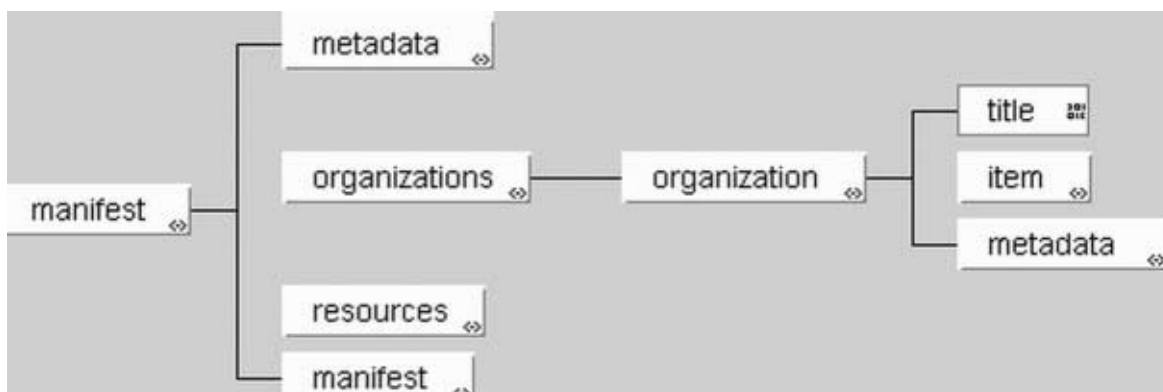 metadata
title
organizations
organization
item
manifest
metadata
resources
manifest